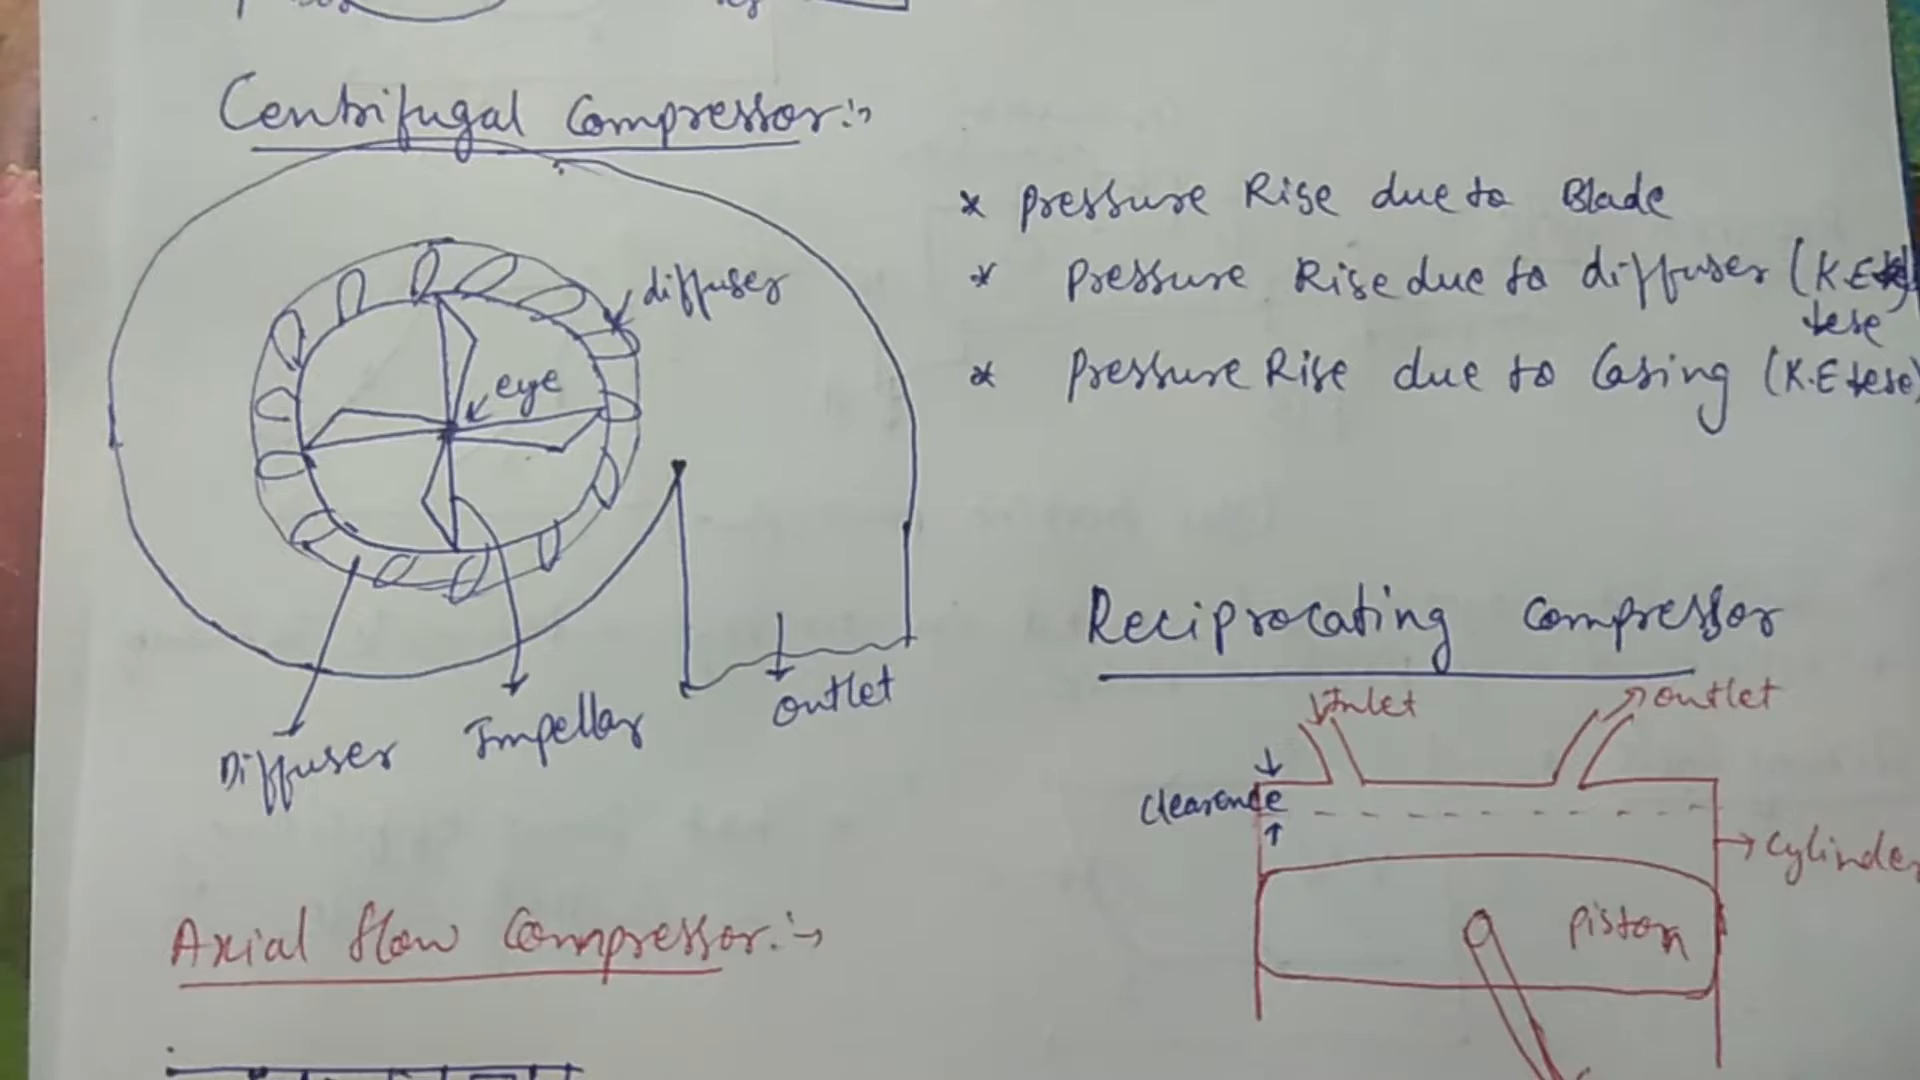 Centrifugal Compressor:→
* Pressure Rise due to Blade
* Pressure Rise due to diffuser (K.E
* Pressure Rise due to Casing (K.E
diffuser
eye
Diffuser
Impellar
outlet
Reciprocating Compressor
Inlet
outlet
Clearence
Cylinder
Piston
Axial flow Compressor:→